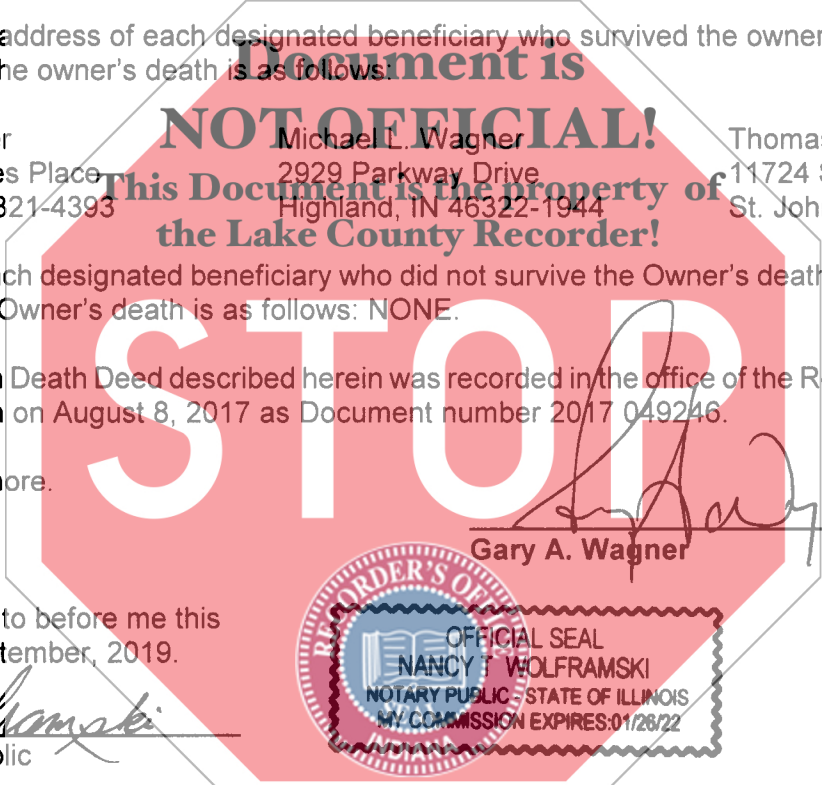 address of each designated beneficiary who survived the owner
he owner's death is as follows:
Document is
NOT OFFICIAL!
This Document is the property of
the Lake County Recorder!
r
s Place
321-4393
Michael L. Wagner
2929 Parkway Drive
Highland, IN 46322-1944
Thomas
11724 S
St. Joh
ch designated beneficiary who did not survive the Owner's death
Owner's death is as follows: NONE.
STOP
Death Deed described herein was recorded in the office of the R
on August 8, 2017 as Document number 2017 049246.
ore.
Gary A. Wagner
to before me this
tember, 2019.
lic
RECORDER'S OFFICE
SEAL
INDIANA
OFFICIAL SEAL
NANCY T WOLFRAMSKI
NOTARY PUBLIC - STATE OF ILLINOIS
MY COMMISSION EXPIRES:01/26/22